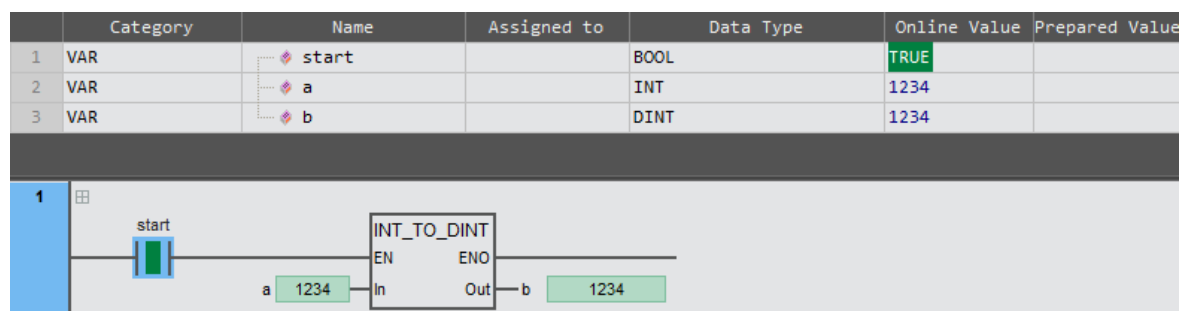 Category Name Assigned to Data Type Online Value Prepared Value
1 VAR start BOOL TRUE
2 VAR a INT 1234
3 VAR b DINT 1234
1
start
INT_TO_DINT
EN ENO
a 1234 In Out b 1234